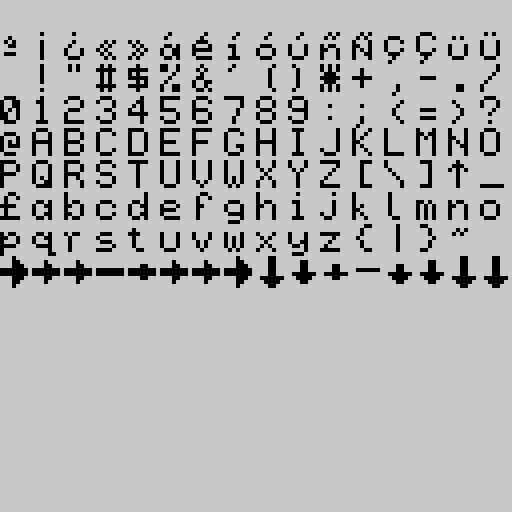 ª ¡ ¿ « » á é í ó ú ñ Ñ ç Ç ü Ü
! " # $ % & ' ( ) * + , - . /
0 1 2 3 4 5 6 7 8 9 : ; < = > ?
@ A B C D E F G H I J K L M N O
P Q R S T U V W X Y Z [ \ ] ↑ _
£ a b c d e f g h i j k l m n o
p q r s t u v w x y z { | } ~